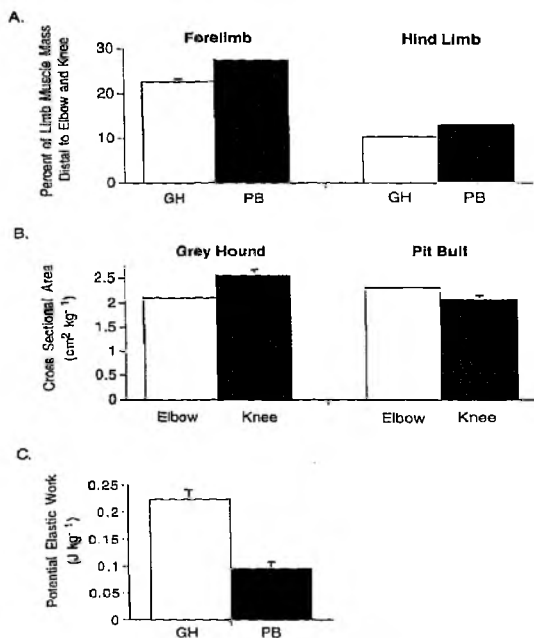 A.
Forelimb
Hind Limb
Percent of Limb Muscle Mass
Distal to Elbow and Knee
30
20
10
0
GH
PB
GH
PB
B.
Grey Hound
Pit Bull
Cross Sectional Area
(cm2 kg-1)
2.5
2
1.5
1
0.5
0
Elbow
Knee
Elbow
Knee
C.
Potential Elastic Work
(J kg-1)
0.25
0.2
0.15
0.1
0.05
0
GH
PB